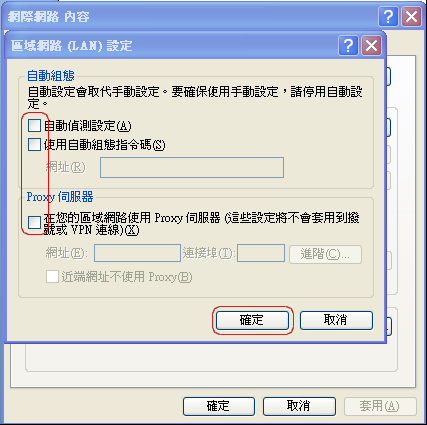 網際網路 內容
區域網路 (LAN) 設定
自動組態
自動設定會取代手動設定。要確保使用手動設定，請停用自動設
定。
自動偵測設定(A)
使用自動組態指令碼(S)
網址(R)
Proxy 伺服器
在您的區域網路使用 Proxy 伺服器 (這些設定將不會套用到撥
號或 VPN 連線)(X)
網址(E):
連接埠(T):
進階(C)...
近端網址不使用 Proxy(B)
確定
取消
確定
取消
套用(A)